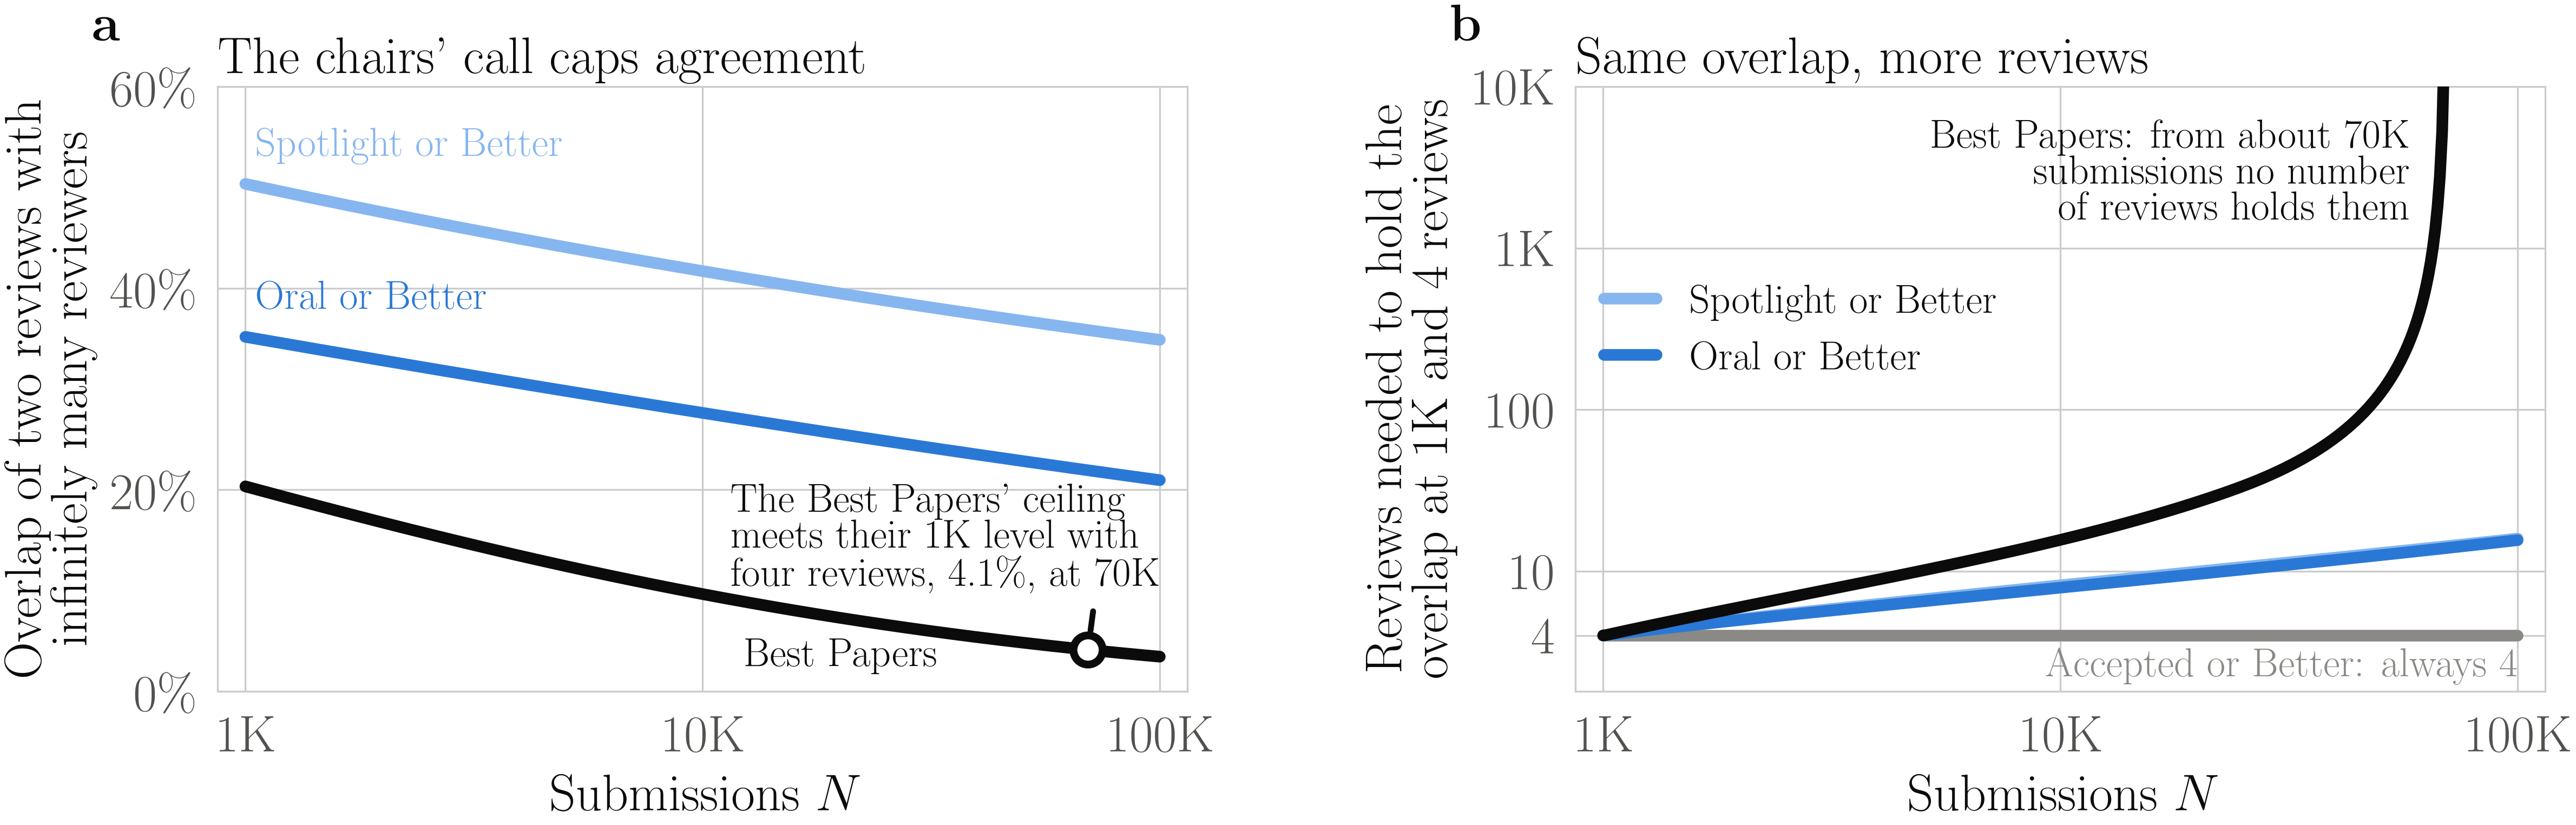 a
The chairs' call caps agreement
Overlap of two reviews with
infinitely many reviewers
60%
40%
20%
0%
Spotlight or Better
Oral or Better
The Best Papers' ceiling
meets their 1K level with
four reviews, 4.1%, at 70K
Best Papers
1K
10K
100K
Submissions N
b
Same overlap, more reviews
Reviews needed to hold the
overlap at 1K and 4 reviews
10K
1K
100
10
4
Best Papers: from about 70K
submissions no number
of reviews holds them
Spotlight or Better
Oral or Better
Accepted or Better: always 4
1K
10K
100K
Submissions N